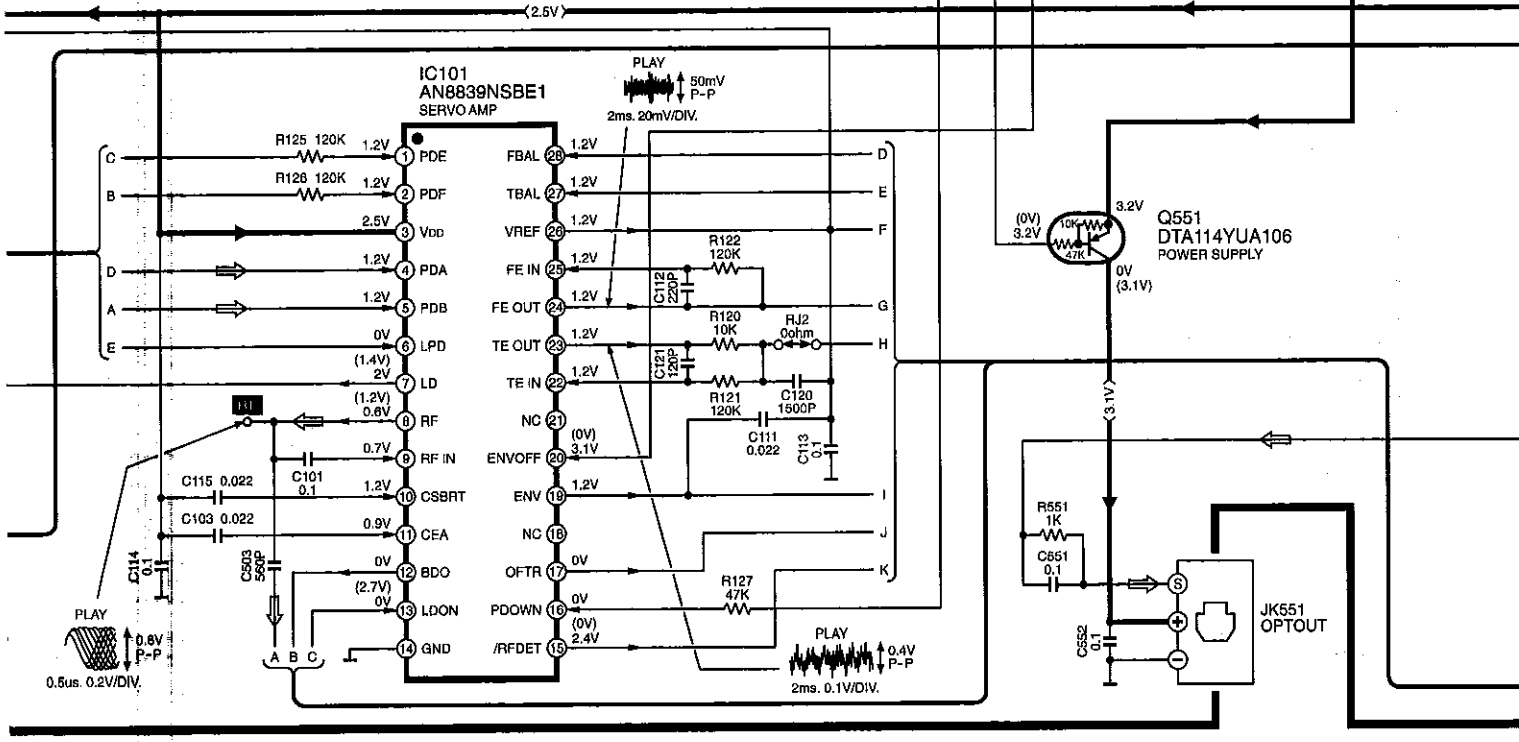 (2.5V)
IC101
AN8839NSBE1
SERVO AMP
PLAY
50mV
P-P
2ms. 20mV/DIV.
C
R125 120K
1.2V
1 PDE
FBAL 28
1.2V
D
B
R126 120K
1.2V
2 PDF
TBAL 27
1.2V
E
2.5V
3 VDD
VREF 26
1.2V
F
D
1.2V
4 PDA
FE IN 25
1.2V
R122
120K
C112
220P
A
1.2V
5 PDB
FE OUT 24
1.2V
G
E
0V
6 LPD
TE OUT 23
1.2V
R120
10K
RJ2
0ohm
H
C121
120P
(1.4V)
2V
7 LD
TE IN 22
1.2V
R121
120K
C120
1500P
RF
(1.2V)
0.6V
8 RF
NC 21
C111
0.022
C113
0.1
C101
0.1
0.7V
9 RF IN
ENVOFF 20
(0V)
3.1V
C115 0.022
1.2V
10 CSBRT
ENV 19
1.2V
I
C103 0.022
0.9V
11 CEA
NC 18
J
C114
0.1
C503
560P
0V
12 BDO
OFTR 17
0V
K
(2.7V)
0V
13 LDON
PDOWN 16
0V
R127
47K
14 GND
/RFDET 15
(0V)
2.4V
A B C
PLAY
0.8V
P-P
0.5us. 0.2V/DIV.
PLAY
0.4V
P-P
2ms. 0.1V/DIV.
3.2V
(0V)
3.2V
10K
47K
Q551
DTA114YUA106
POWER SUPPLY
0V
(3.1V)
(3.1V)
R551
1K
C551
0.1
S
+
−
C552
0.1
JK551
OPTOUT